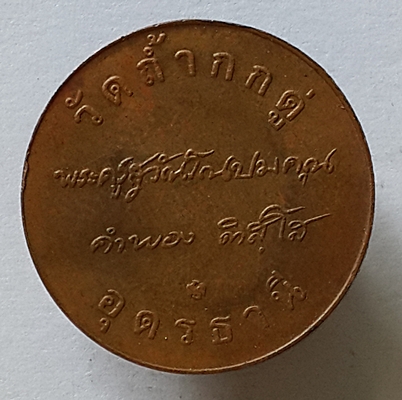 วัดถ้ำกกดู่
พระครูสุวัณโณปมคุณ
คำพอง ติสฺโส
อุดรธานี